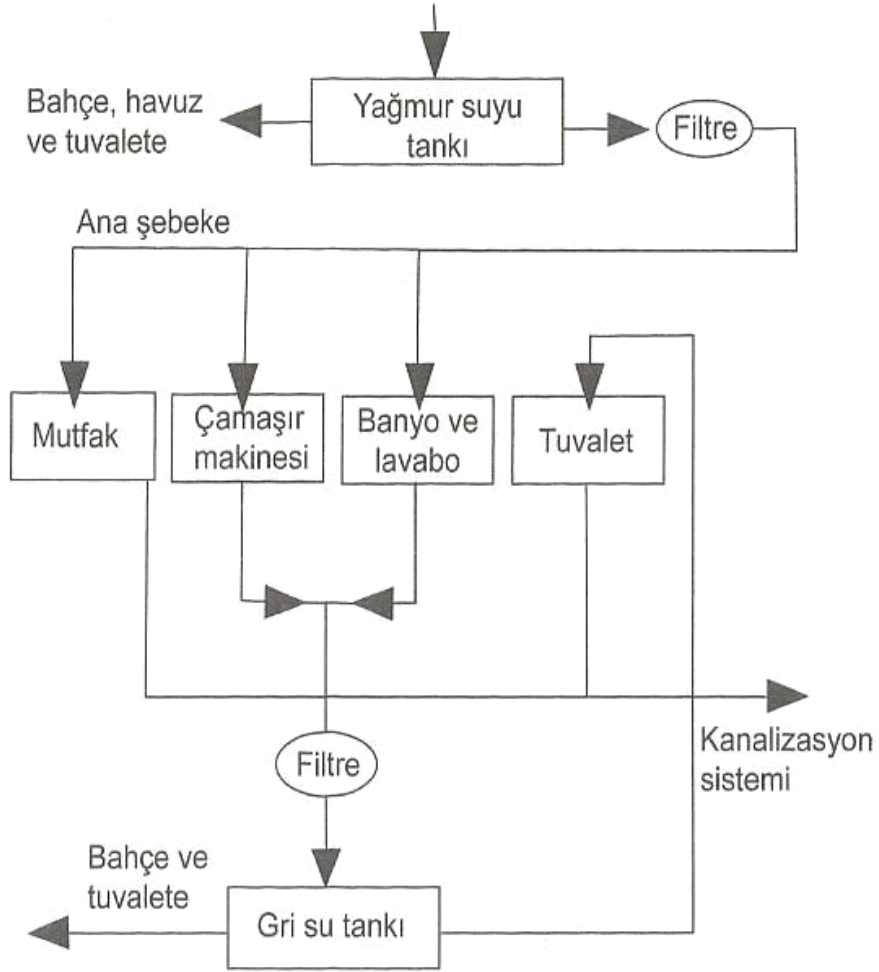 Bahçe, havuz
ve tuvalete
Yağmur suyu
tankı
Filtre
Ana şebeke
Mutfak
Çamaşır
makinesi
Banyo ve
lavabo
Tuvalet
Kanalizasyon
sistemi
Filtre
Bahçe ve
tuvalete
Gri su tankı